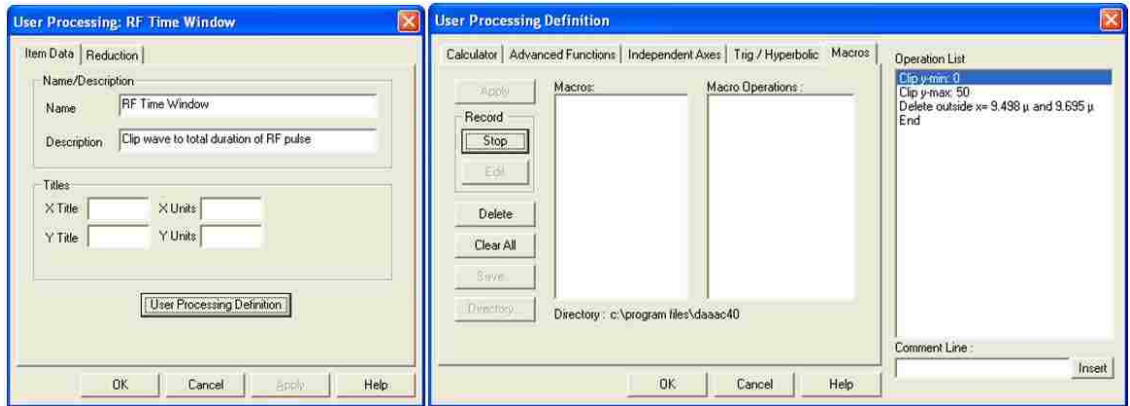 User Processing: RF Time Window
Item Data Reduction
Name/Description
Name RF Time Window
Description Clip wave to total duration of RF pulse
Titles
X Title X Units
Y Title Y Units
User Processing Definition
OK Cancel Apply Help
User Processing Definition
Calculator Advanced Functions Independent Axes Trig / Hyperbolic Macros
Apply
Record
Stop
Edit
Delete
Clear All
Save...
Directory...
Macros:
Macro Operations :
Directory : c:\program files\daaac40
OK Cancel Help
Operation List
Clip y-min: 0
Clip y-max: 50
Delete outside x= 9.498 µ and 9.695 µ
End
Comment Line :
Insert